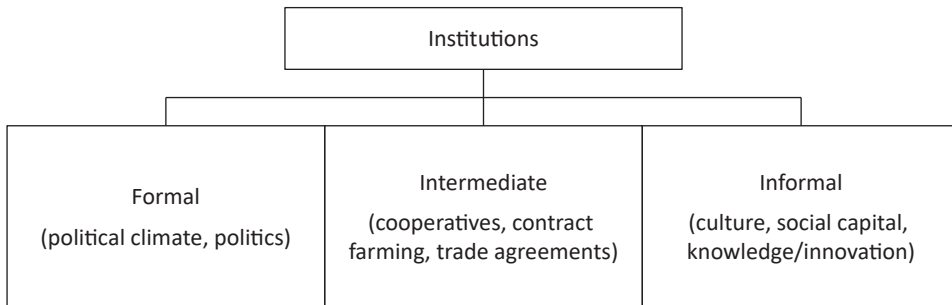 Institutions
Formal
(political climate, politics)
Intermediate
(cooperatives, contract
farming, trade agreements)
Informal
(culture, social capital,
knowledge/innovation)